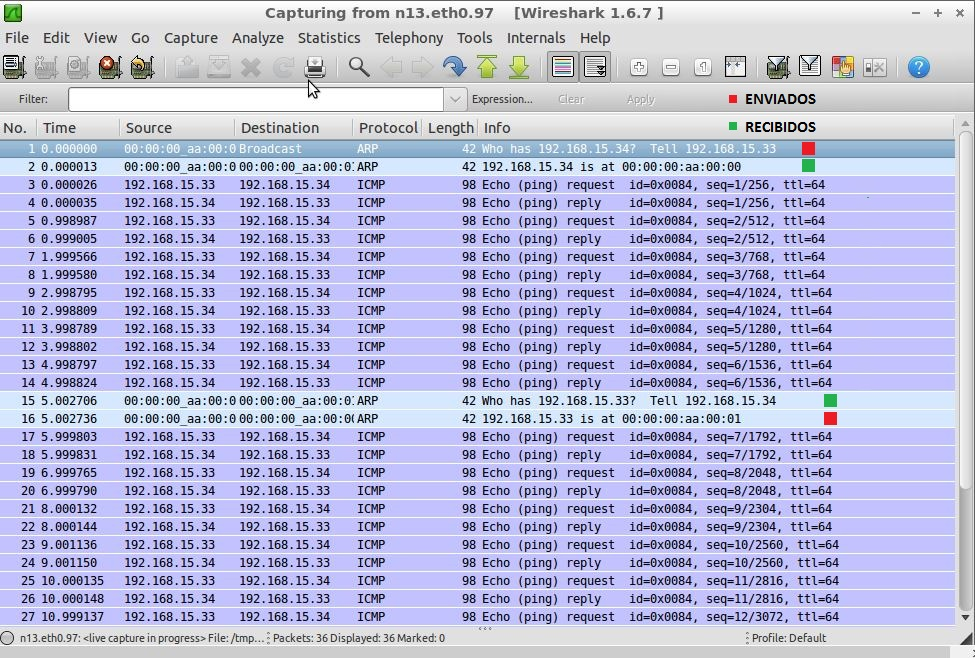 Capturing from n13.eth0.97 [Wireshark 1.6.7 ]
File Edit View Go Capture Analyze Statistics Telephony Tools Internals Help
Filter: Expression... Clear Apply ENVIADOS
RECIBIDOS
No. Time Source Destination Protocol Length Info
1 0.000000 00:00:00_aa:00:0 Broadcast ARP 42 Who has 192.168.15.34? Tell 192.168.15.33
2 0.000013 00:00:00_aa:00:0 00:00:00_aa:00:0 ARP 42 192.168.15.34 is at 00:00:00:aa:00:00
3 0.000026 192.168.15.33 192.168.15.34 ICMP 98 Echo (ping) request id=0x0084, seq=1/256, ttl=64
4 0.000035 192.168.15.34 192.168.15.33 ICMP 98 Echo (ping) reply id=0x0084, seq=1/256, ttl=64
5 0.998987 192.168.15.33 192.168.15.34 ICMP 98 Echo (ping) request id=0x0084, seq=2/512, ttl=64
6 0.999005 192.168.15.34 192.168.15.33 ICMP 98 Echo (ping) reply id=0x0084, seq=2/512, ttl=64
7 1.999566 192.168.15.33 192.168.15.34 ICMP 98 Echo (ping) request id=0x0084, seq=3/768, ttl=64
8 1.999580 192.168.15.34 192.168.15.33 ICMP 98 Echo (ping) reply id=0x0084, seq=3/768, ttl=64
9 2.998795 192.168.15.33 192.168.15.34 ICMP 98 Echo (ping) request id=0x0084, seq=4/1024, ttl=64
10 2.998809 192.168.15.34 192.168.15.33 ICMP 98 Echo (ping) reply id=0x0084, seq=4/1024, ttl=64
11 3.998789 192.168.15.33 192.168.15.34 ICMP 98 Echo (ping) request id=0x0084, seq=5/1280, ttl=64
12 3.998802 192.168.15.34 192.168.15.33 ICMP 98 Echo (ping) reply id=0x0084, seq=5/1280, ttl=64
13 4.998797 192.168.15.33 192.168.15.34 ICMP 98 Echo (ping) request id=0x0084, seq=6/1536, ttl=64
14 4.998824 192.168.15.34 192.168.15.33 ICMP 98 Echo (ping) reply id=0x0084, seq=6/1536, ttl=64
15 5.002706 00:00:00_aa:00:0 00:00:00_aa:00:0 ARP 42 Who has 192.168.15.33? Tell 192.168.15.34
16 5.002736 00:00:00_aa:00:0 00:00:00_aa:00:0 ARP 42 192.168.15.33 is at 00:00:00:aa:00:01
17 5.999803 192.168.15.33 192.168.15.34 ICMP 98 Echo (ping) request id=0x0084, seq=7/1792, ttl=64
18 5.999831 192.168.15.34 192.168.15.33 ICMP 98 Echo (ping) reply id=0x0084, seq=7/1792, ttl=64
19 6.999765 192.168.15.33 192.168.15.34 ICMP 98 Echo (ping) request id=0x0084, seq=8/2048, ttl=64
20 6.999790 192.168.15.34 192.168.15.33 ICMP 98 Echo (ping) reply id=0x0084, seq=8/2048, ttl=64
21 8.000132 192.168.15.33 192.168.15.34 ICMP 98 Echo (ping) request id=0x0084, seq=9/2304, ttl=64
22 8.000144 192.168.15.34 192.168.15.33 ICMP 98 Echo (ping) reply id=0x0084, seq=9/2304, ttl=64
23 9.001136 192.168.15.33 192.168.15.34 ICMP 98 Echo (ping) request id=0x0084, seq=10/2560, ttl=64
24 9.001150 192.168.15.34 192.168.15.33 ICMP 98 Echo (ping) reply id=0x0084, seq=10/2560, ttl=64
25 10.000135 192.168.15.33 192.168.15.34 ICMP 98 Echo (ping) request id=0x0084, seq=11/2816, ttl=64
26 10.000148 192.168.15.34 192.168.15.33 ICMP 98 Echo (ping) reply id=0x0084, seq=11/2816, ttl=64
27 10.999137 192.168.15.33 192.168.15.34 ICMP 98 Echo (ping) request id=0x0084, seq=12/3072, ttl=64
n13.eth0.97: <live capture in progress> File: /tmp... Packets: 36 Displayed: 36 Marked: 0 Profile: Default